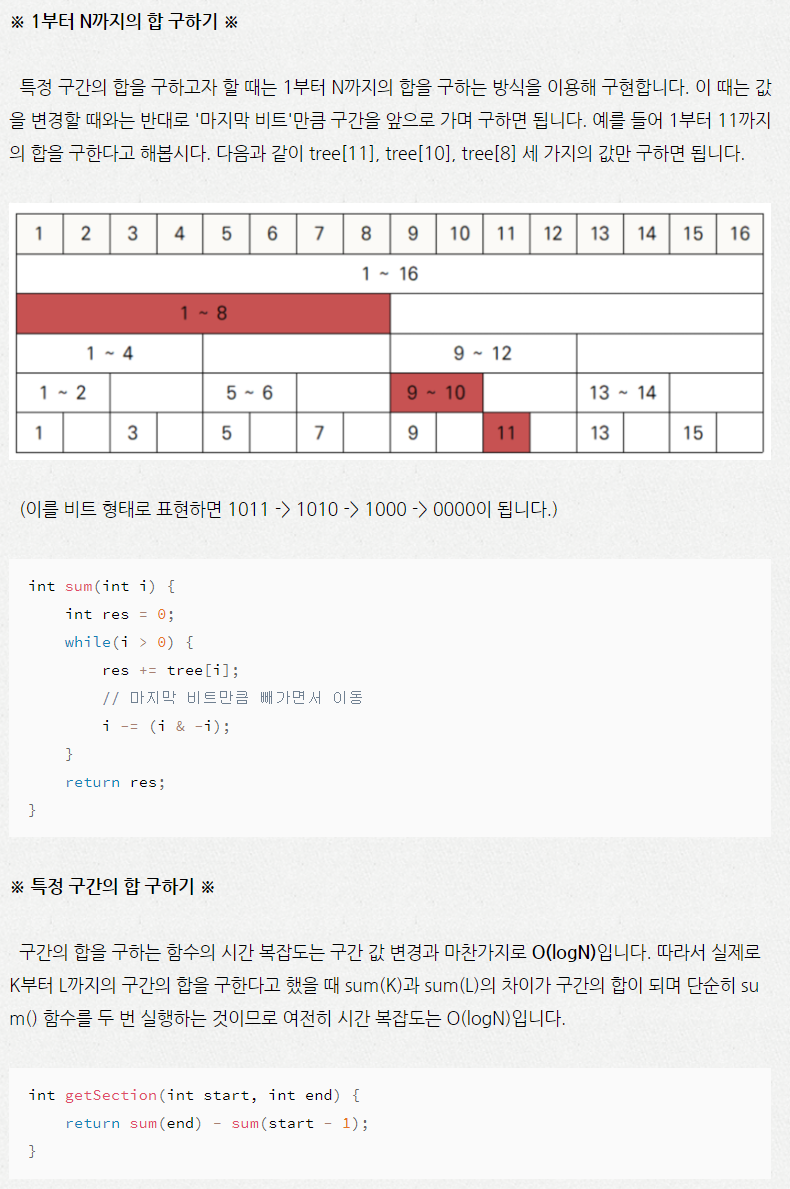 ※ 1부터 N까지의 합 구하기 ※
특정 구간의 합을 구하고자 할 때는 1부터 N까지의 합을 구하는 방식을 이용해 구현합니다. 이 때는 값
을 변경할 때와는 반대로 '마지막 비트'만큼 구간을 앞으로 가며 구하면 됩니다. 예를 들어 1부터 11까지
의 합을 구한다고 해봅시다. 다음과 같이 tree[11], tree[10], tree[8] 세 가지의 값만 구하면 됩니다.
1 2 3 4 5 6 7 8 9 10 11 12 13 14 15 16
1 ~ 16
1 ~ 8
1 ~ 4 9 ~ 12
1 ~ 2 5 ~ 6 9 ~ 10 13 ~ 14
1 3 5 7 9 11 13 15
(이를 비트 형태로 표현하면 1011 -> 1010 -> 1000 -> 0000이 됩니다.)
int sum(int i) {
    int res = 0;
    while(i > 0) {
        res += tree[i];
        // 마지막 비트만큼 빼가면서 이동
        i -= (i & -i);
    }
    return res;
}
※ 특정 구간의 합 구하기 ※
구간의 합을 구하는 함수의 시간 복잡도는 구간 값 변경과 마찬가지로 O(logN)입니다. 따라서 실제로
K부터 L까지의 구간의 합을 구한다고 했을 때 sum(K)과 sum(L)의 차이가 구간의 합이 되며 단순히 su
m() 함수를 두 번 실행하는 것이므로 여전히 시간 복잡도는 O(logN)입니다.
int getSection(int start, int end) {
    return sum(end) - sum(start - 1);
}